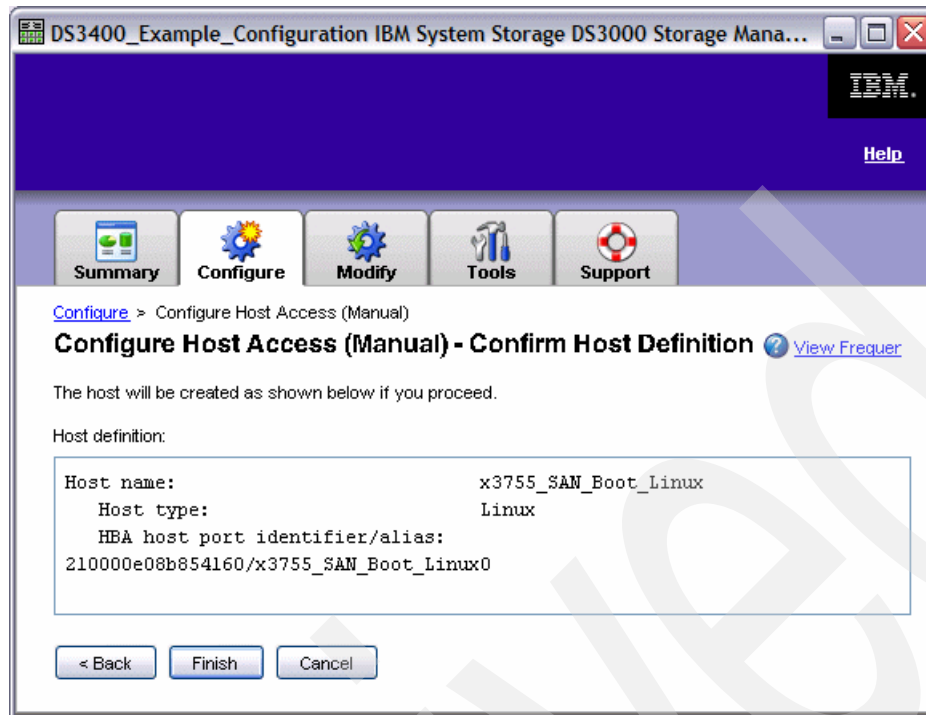 DS3400_Example_Configuration IBM System Storage DS3000 Storage Mana...
IBM.
Help
Summary
Configure
Modify
Tools
Support
Configure > Configure Host Access (Manual)
Configure Host Access (Manual) - Confirm Host Definition ? View Frequer
The host will be created as shown below if you proceed.
Host definition:
Host name: x3755_SAN_Boot_Linux
Host type: Linux
HBA host port identifier/alias:
210000e08b854160/x3755_SAN_Boot_Linux0
< Back Finish Cancel